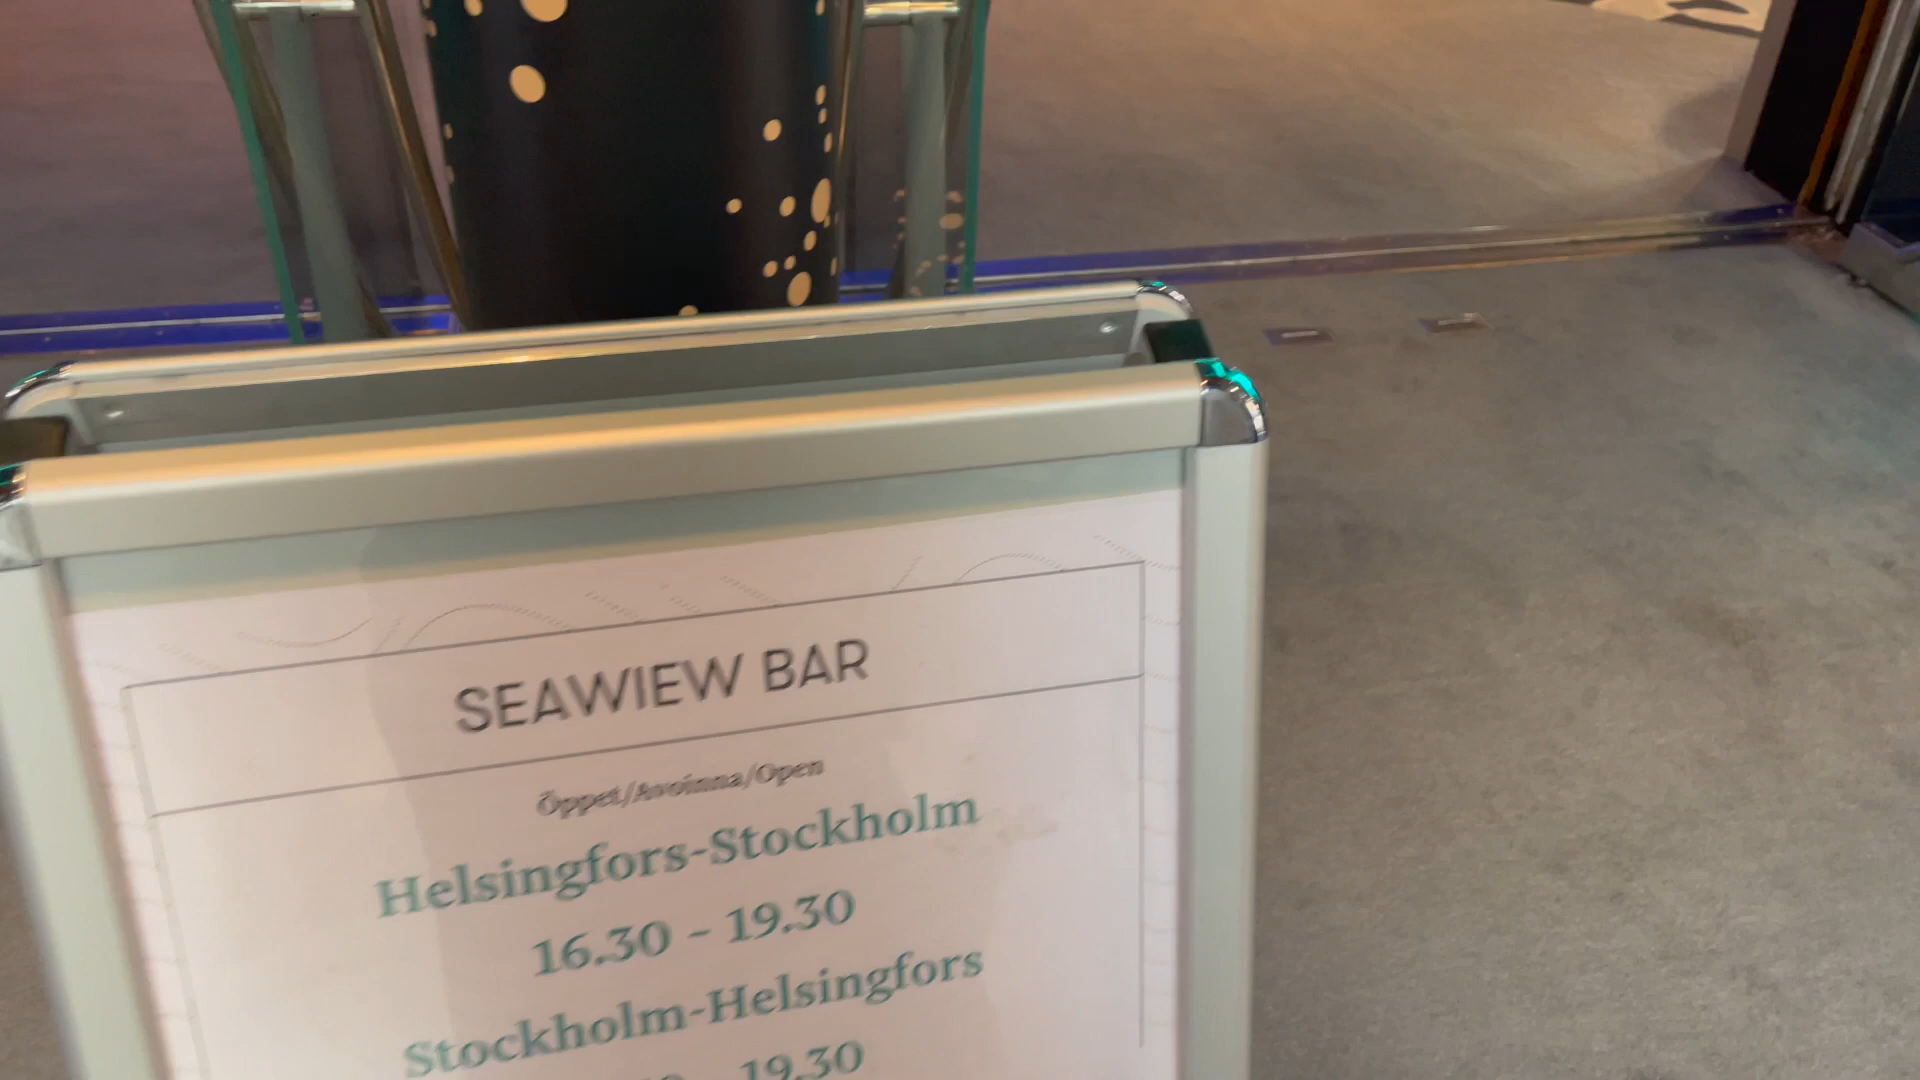 SEAWIEW BAR
Öppet/Avoinna/Open
Helsingfors-Stockholm
16.30 - 19.30
Stockholm-Helsingfors
19.30